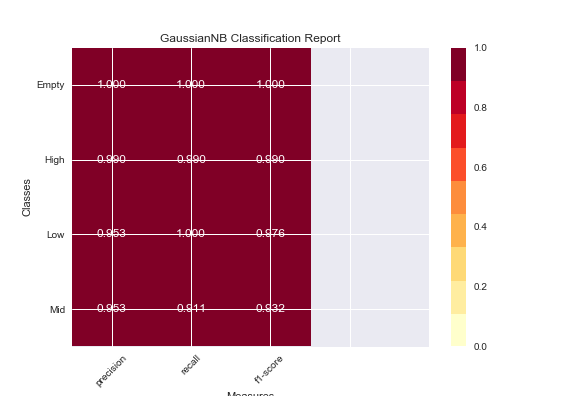 GaussianNB Classification Report
Empty 1.000 1.000 1.000
High 0.990 0.990 0.990
Low 0.953 1.000 0.976
Mid 0.953 0.911 0.932
Classes
precision recall f1-score
Measures
1.0
0.8
0.6
0.4
0.2
0.0